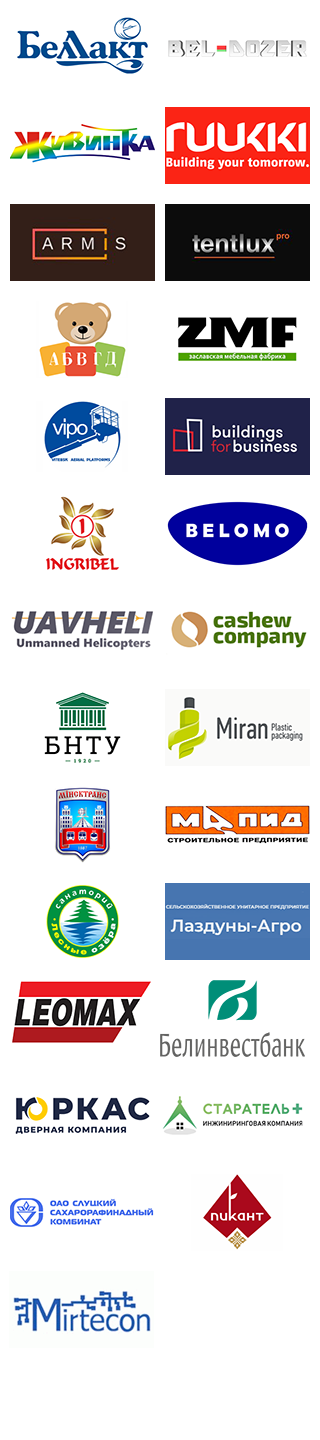 Беллакт
BEL-DOZER
Живинка
ruukki
Building your tomorrow.
ARMIS
tentlux pro
АБВГД
ZMF
заславская мебельная фабрика
vipo
VITEBSK AERIAL PLATFORMS
buildings
for business
1
INGRIBEL
BELOMO
UAVHELI
Unmanned Helicopters
cashew
company
БНТУ
1920
Miran Plastic
packaging
МІНСКТРАНС
МАПИД
СТРОИТЕЛЬНОЕ ПРЕДПРИЯТИЕ
санаторий
Лесные озёра
СЕЛЬСКОХОЗЯЙСТВЕННОЕ УНИТАРНОЕ ПРЕДПРИЯТИЕ
Лаздуны-Агро
LEOMAX
Белинвестбанк
ЮРКАС
ДВЕРНАЯ КОМПАНИЯ
СТАРАТЕЛЬ+
ИНЖИНИРИНГОВАЯ КОМПАНИЯ
ОАО СЛУЦКИЙ
САХАРОРАФИНАДНЫЙ
КОМБИНАТ
ПИКАНТ
Mirtecon